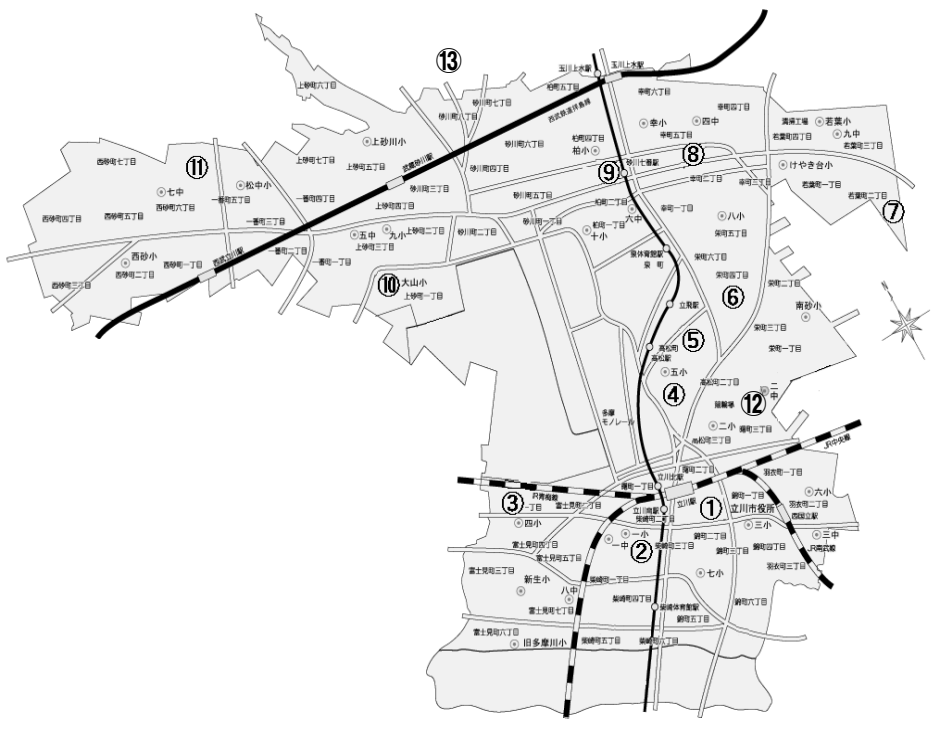 ⑬
玉川上水駅
玉川上水駅
上砂町六丁目
柏町五丁目
幸町六丁目
砂川町七丁目
西武鉄道拝島線
幸町四丁目
砂川町八丁目
清掃工場
若葉小
幸小
四中
九中
若葉町四丁目
幸町五丁目
柏町四丁目
上砂川小
砂川町六丁目
若葉町三丁目
柏小
⑧
武蔵砂川駅
西砂町七丁目
上砂町七丁目
砂川七番駅
けやき台小
⑪
上砂町五丁目
砂川町四丁目
⑨
幸町二丁目
幸町三丁目
若葉町一丁目
松中小
七中
砂川町三丁目
砂川町五丁目
若葉町二丁目
一番町五丁目
一番町四丁目
柏町二丁目
西砂町六丁目
上砂町四丁目
六中
幸町一丁目
⑦
西砂町四丁目
西砂町五丁目
八小
一番町三丁目
砂川町一丁目
柏町一丁目
上砂町二丁目
砂川町二丁目
五中
九小
十小
栄町五丁目
上砂町三丁目
一番町二丁目
西武立川駅
泉体育館駅
西砂小
西砂町一丁目
一番町一丁目
泉町
栄町六丁目
西砂町二丁目
栄町四丁目
西砂町三丁目
⑩
大山小
栄町二丁目
N
上砂町一丁目
⑥
立飛駅
南砂小
栄町三丁目
⑤
高松町
栄町一丁目
高松駅
五小
高松町二丁目
二中
④
競輪場
⑫
多摩
モノレール
二小
曙町三丁目
高松町三丁目
JR中央線
曙町二丁目
羽衣町一丁目
立川北駅
曙町一丁目
JR青梅線
六小
立川駅
錦町一丁目
③
①
羽衣町二丁目
富士見町一丁目
立川南駅
立川市役所
西国立駅
柴崎町二丁目
四小
三小
一小
錦町二丁目
三中
一中
②
富士見町四丁目
柴崎町三丁目
錦町三丁目
錦町四丁目
JR南武線
富士見町五丁目
羽衣町三丁目
富士見町三丁目
七小
新生小
柴崎町一丁目
八中
柴崎町四丁目
錦町六丁目
柴崎体育館駅
富士見町七丁目
錦町五丁目
富士見町六丁目
旧多摩川小
柴崎町五丁目
柴崎町六丁目